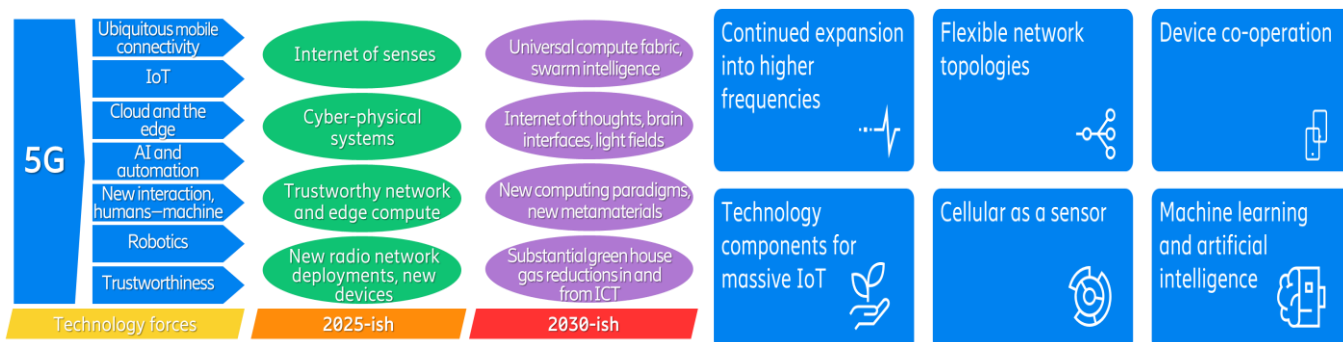 5G
Ubiquitous mobile
connectivity
IoT
Cloud and the
edge
AI and
automation
New interaction,
humans—machine
Robotics
Trustworthiness
Technology forces
Internet of senses
Cyber-physical
systems
Trustworthy network
and edge compute
New radio network
deployments, new
devices
2025-ish
Universal compute fabric,
swarm intelligence
Internet of thoughts, brain
interfaces, light fields
New computing paradigms,
new metamaterials
Substantial green house
gas reductions in and
from ICT
2030-ish
Continued expansion
into higher
frequencies
Flexible network
topologies
Device co-operation
Technology
components for
massive IoT
Cellular as a sensor
Machine learning
and artificial
intelligence